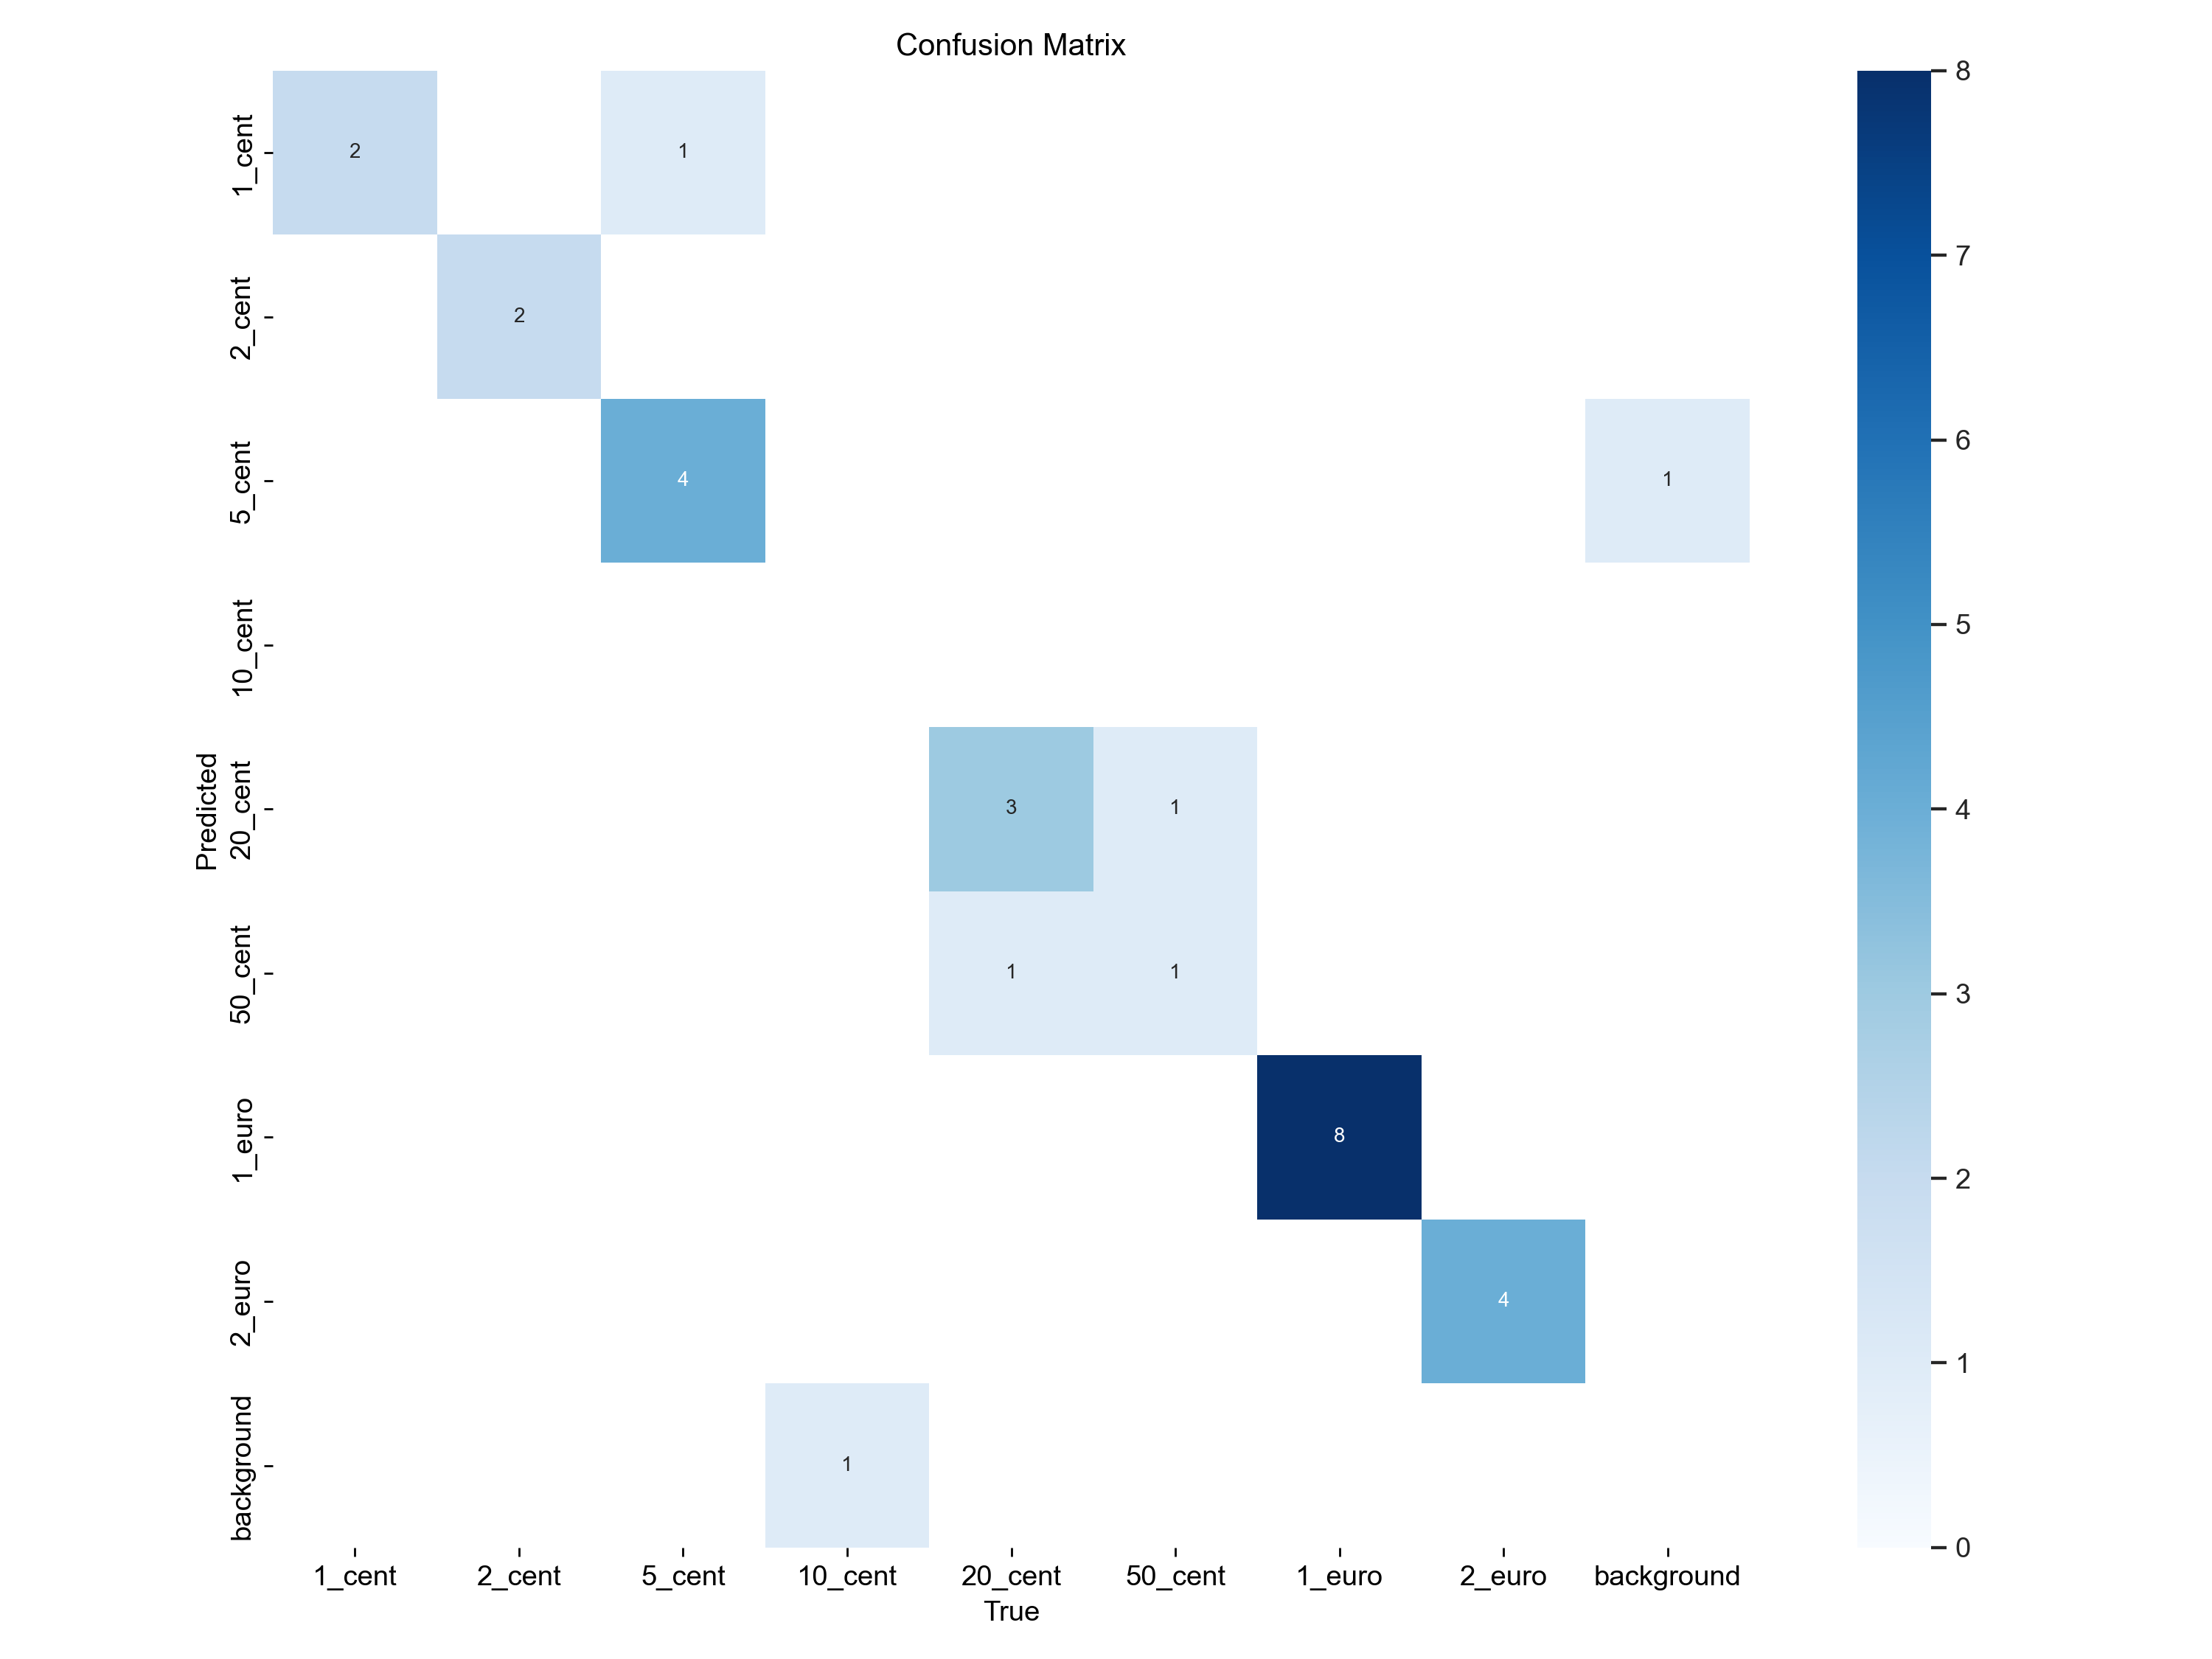 Confusion Matrix
1_cent
2_cent
5_cent
10_cent
20_cent
50_cent
1_euro
2_euro
background
Predicted
2
1
2
4
1
3
1
1
1
8
4
1
1_cent
2_cent
5_cent
10_cent
20_cent
50_cent
1_euro
2_euro
background
True
8
7
6
5
4
3
2
1
0